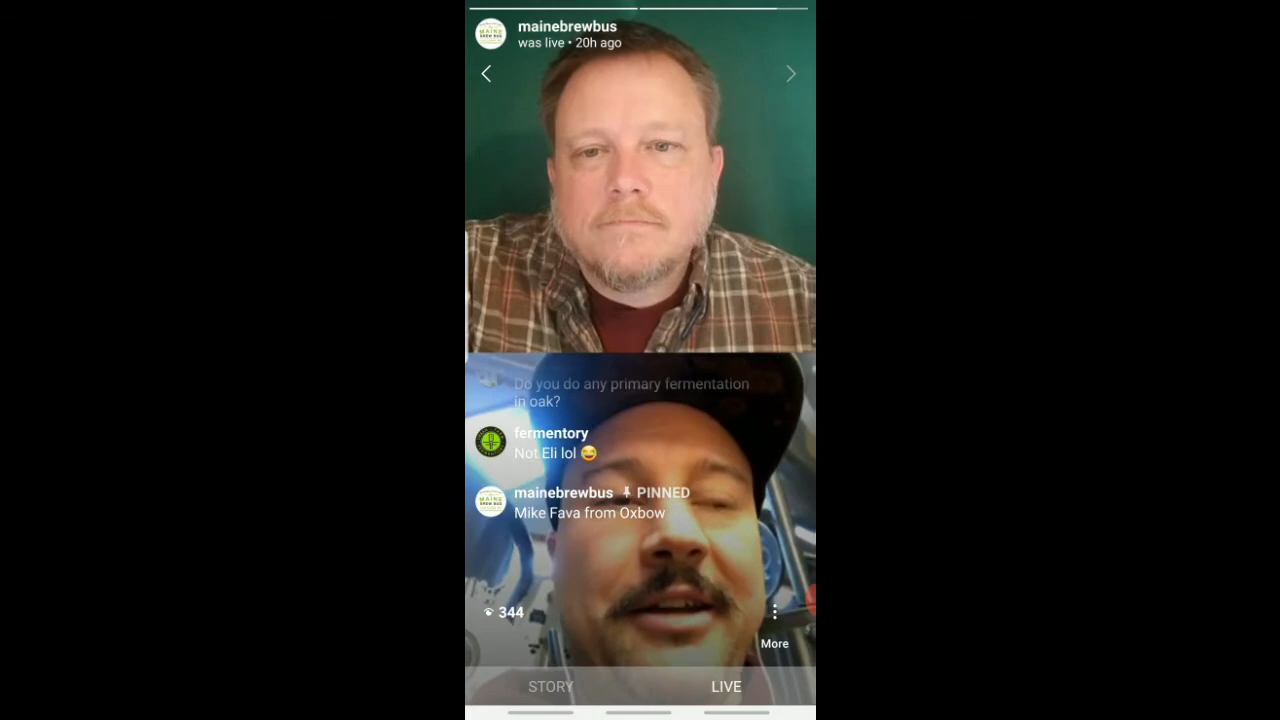 mainebrewbus
was live • 20h ago
Do you do any primary fermentation
in oak?
fermentory
Not Eli lol 😂
mainebrewbus PINNED
Mike Fava from Oxbow
344
More
STORY LIVE